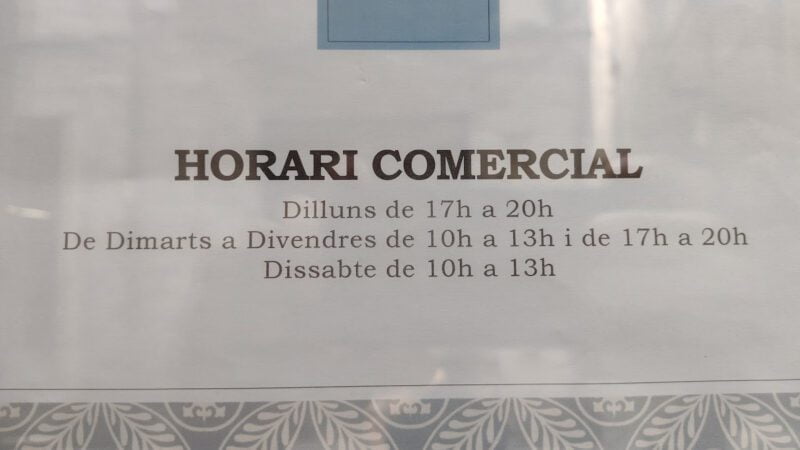 HORARI COMERCIAL
Dilluns de 17h a 20h
De Dimarts a Divendres de 10h a 13h i de 17h a 20h
Dissabte de 10h a 13h